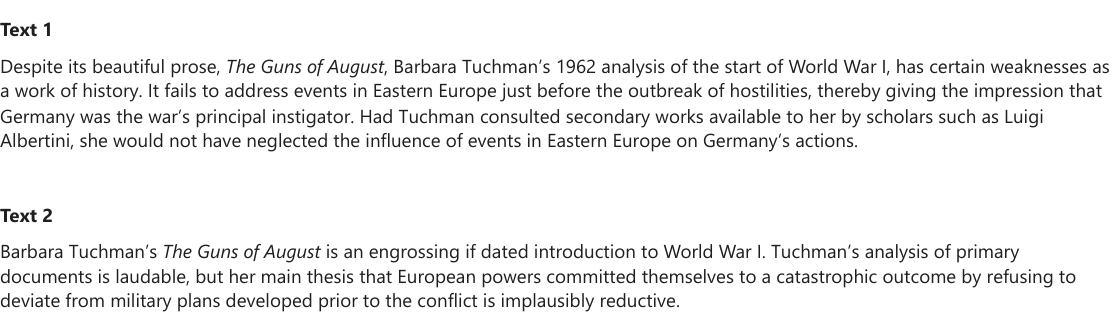 Text 1
Despite its beautiful prose, The Guns of August, Barbara Tuchman’s 1962 analysis of the start of World War I, has certain weaknesses as
a work of history. It fails to address events in Eastern Europe just before the outbreak of hostilities, thereby giving the impression that
Germany was the war’s principal instigator. Had Tuchman consulted secondary works available to her by scholars such as Luigi
Albertini, she would not have neglected the influence of events in Eastern Europe on Germany’s actions.
Text 2
Barbara Tuchman’s The Guns of August is an engrossing if dated introduction to World War I. Tuchman’s analysis of primary
documents is laudable, but her main thesis that European powers committed themselves to a catastrophic outcome by refusing to
deviate from military plans developed prior to the conflict is implausibly reductive.